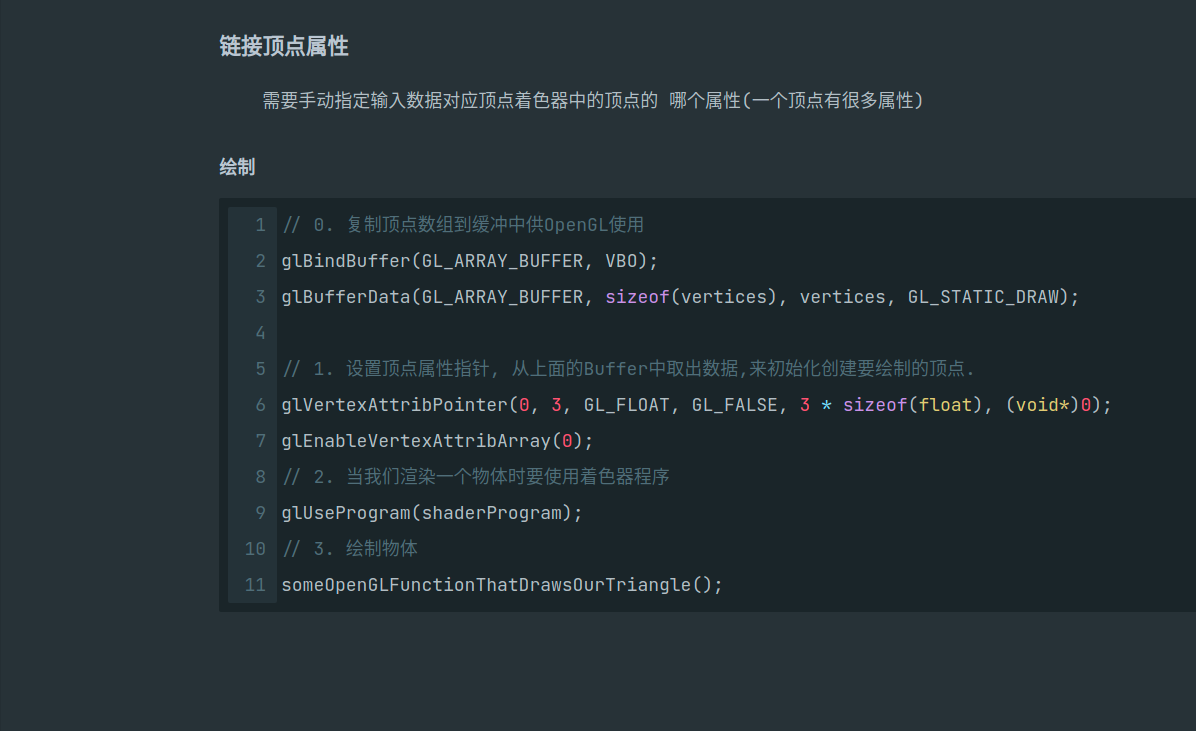 链接顶点属性
需要手动指定输入数据对应顶点着色器中的顶点的 哪个属性(一个顶点有很多属性)
绘制
1 // 0. 复制顶点数组到缓冲中供OpenGL使用
2 glBindBuffer(GL_ARRAY_BUFFER, VBO);
3 glBufferData(GL_ARRAY_BUFFER, sizeof(vertices), vertices, GL_STATIC_DRAW);
4
5 // 1. 设置顶点属性指针, 从上面的Buffer中取出数据,来初始化创建要绘制的顶点.
6 glVertexAttribPointer(0, 3, GL_FLOAT, GL_FALSE, 3 * sizeof(float), (void*)0);
7 glEnableVertexAttribArray(0);
8 // 2. 当我们渲染一个物体时要使用着色器程序
9 glUseProgram(shaderProgram);
10 // 3. 绘制物体
11 someOpenGLFunctionThatDrawsOurTriangle();